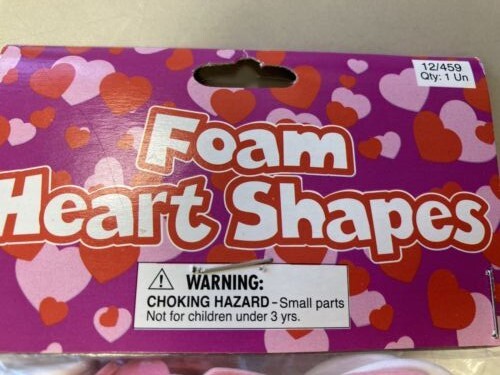 12/459
Qty: 1 Un
Foam
Heart Shapes
WARNING:
CHOKING HAZARD - Small parts
Not for children under 3 yrs.